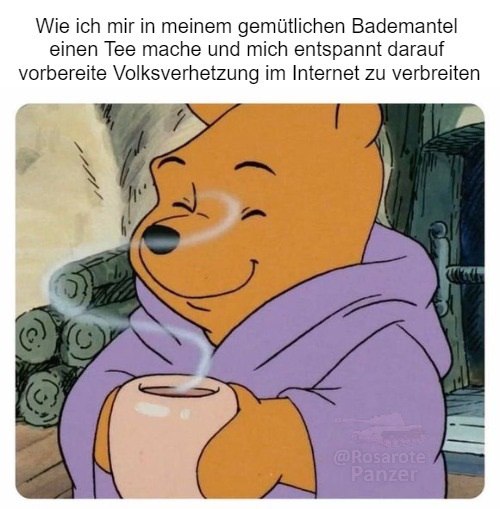 Wie ich mir in meinem gemütlichen Bademantel
einen Tee mache und mich entspannt darauf
vorbereite Volksverhetzung im Internet zu verbreiten
@Rosarote
Panzer